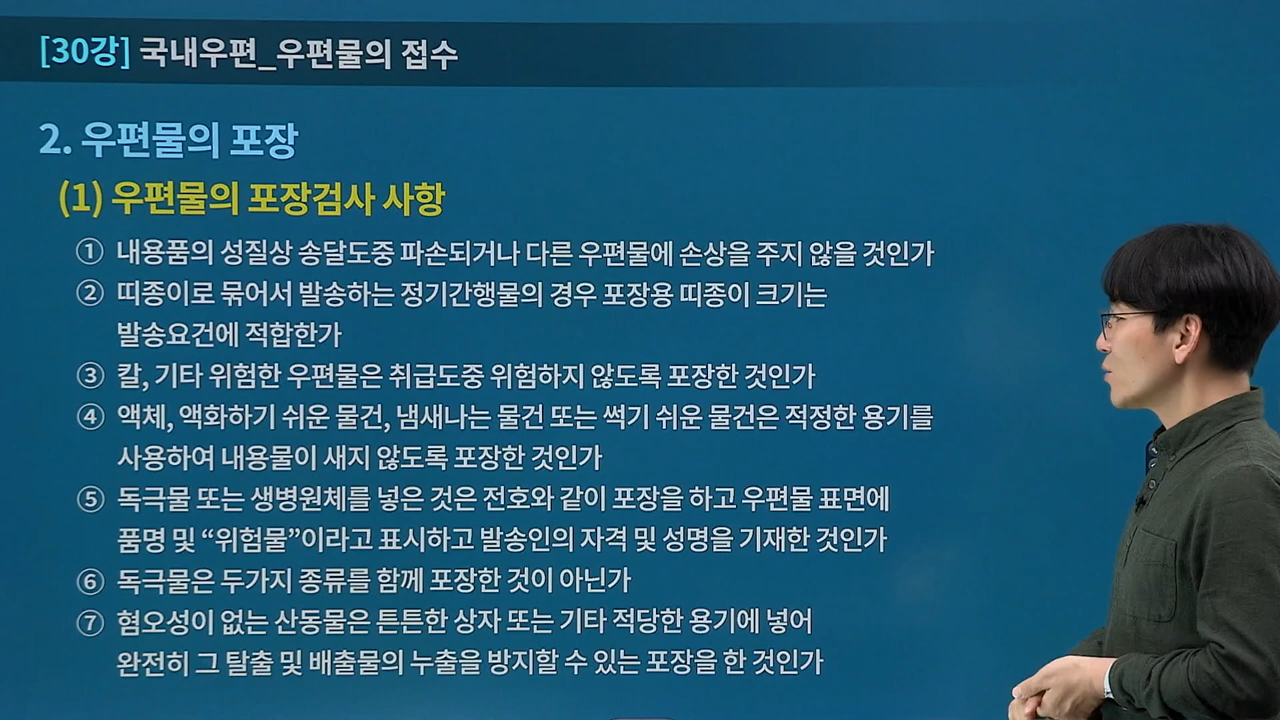 [30강] 국내우편_우편물의 접수
2. 우편물의 포장
(1) 우편물의 포장검사 사항
① 내용품의 성질상 송달도중 파손되거나 다른 우편물에 손상을 주지 않을 것인가
② 띠종이로 묶어서 발송하는 정기간행물의 경우 포장용 띠종이 크기는
발송요건에 적합한가
③ 칼, 기타 위험한 우편물은 취급도중 위험하지 않도록 포장한 것인가
④ 액체, 액화하기 쉬운 물건, 냄새나는 물건 또는 썩기 쉬운 물건은 적정한 용기를
사용하여 내용물이 새지 않도록 포장한 것인가
⑤ 독극물 또는 생병원체를 넣은 것은 전호와 같이 포장을 하고 우편물 표면에
품명 및 “위험물”이라고 표시하고 발송인의 자격 및 성명을 기재한 것인가
⑥ 독극물은 두가지 종류를 함께 포장한 것이 아닌가
⑦ 혐오성이 없는 산동물은 튼튼한 상자 또는 기타 적당한 용기에 넣어
완전히 그 탈출 및 배출물의 누출을 방지할 수 있는 포장을 한 것인가